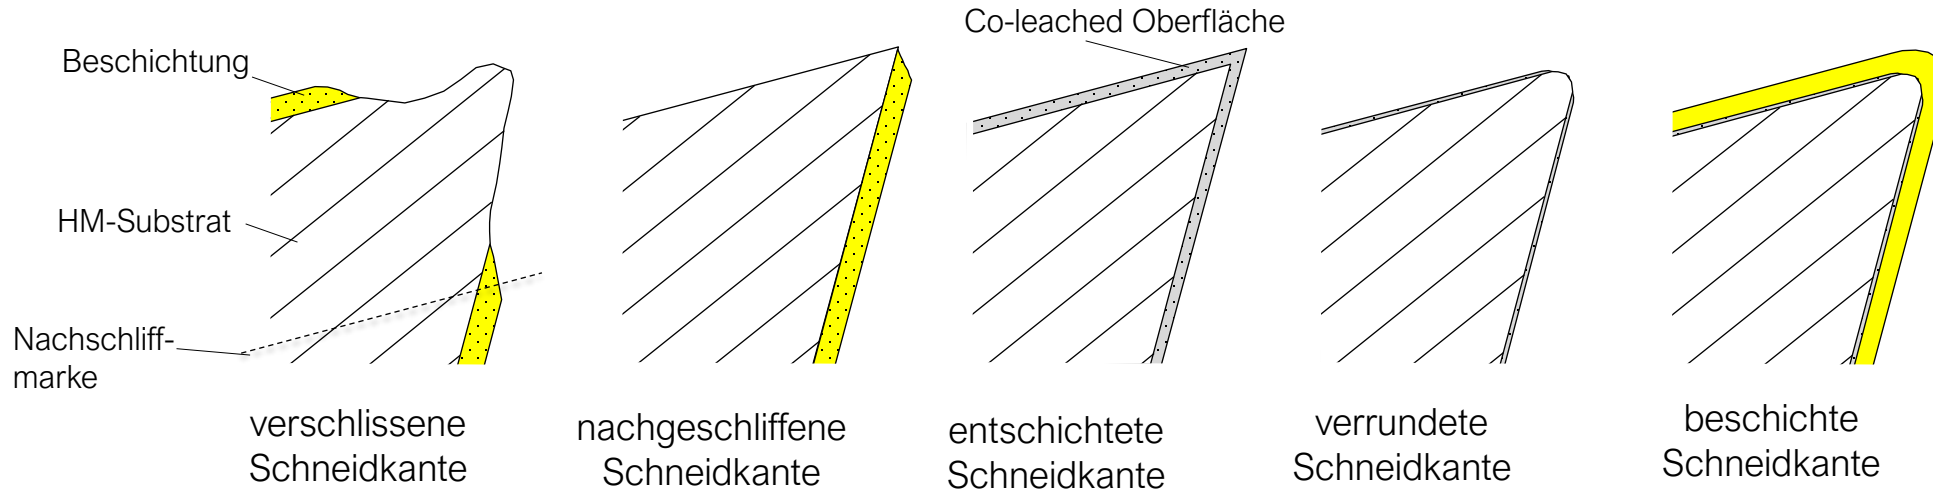 Co-leached Oberfläche
Beschichtung
HM-Substrat
Nachschliff-
marke
verschlissene
Schneidkante
nachgeschliffene
Schneidkante
entschichtete
Schneidkante
verrundete
Schneidkante
beschichte
Schneidkante